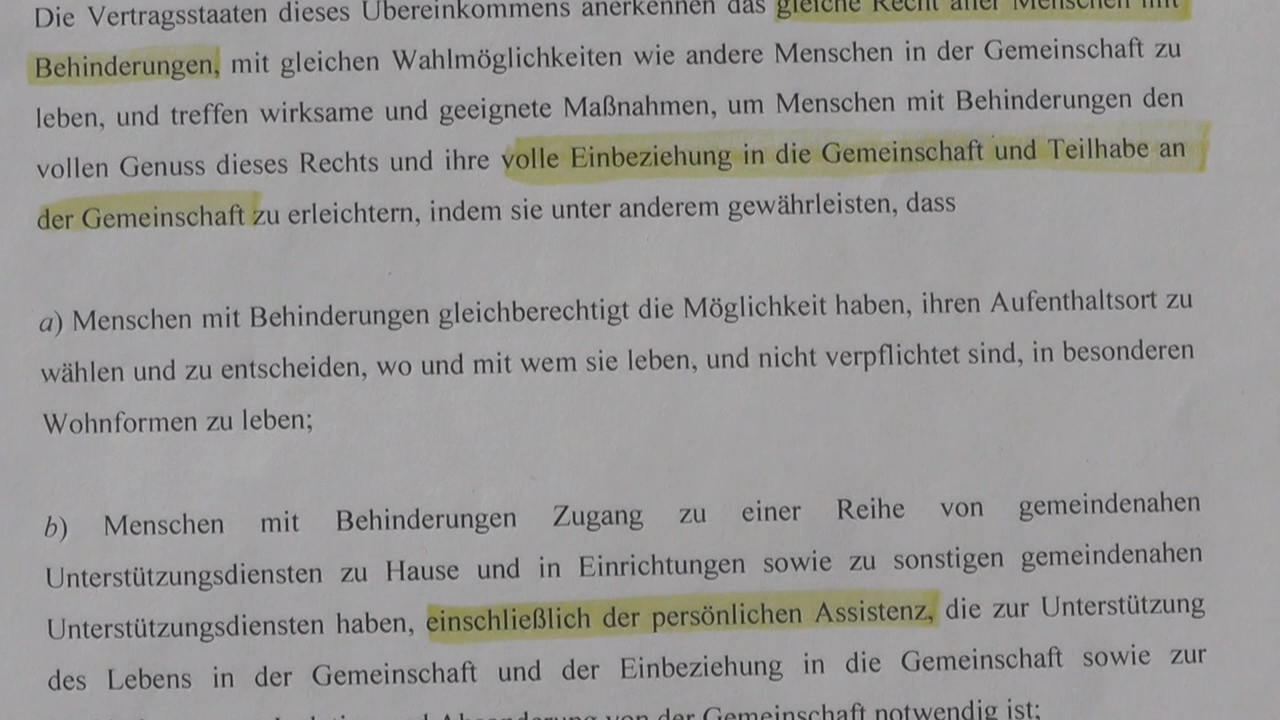 Die Vertragsstaaten dieses Übereinkommens anerkennen das gleiche Recht aller Menschen mit
Behinderungen, mit gleichen Wahlmöglichkeiten wie andere Menschen in der Gemeinschaft zu
leben, und treffen wirksame und geeignete Maßnahmen, um Menschen mit Behinderungen den
vollen Genuss dieses Rechts und ihre volle Einbeziehung in die Gemeinschaft und Teilhabe an
der Gemeinschaft zu erleichtern, indem sie unter anderem gewährleisten, dass
a) Menschen mit Behinderungen gleichberechtigt die Möglichkeit haben, ihren Aufenthaltsort zu
wählen und zu entscheiden, wo und mit wem sie leben, und nicht verpflichtet sind, in besonderen
Wohnformen zu leben;
b) Menschen mit Behinderungen Zugang zu einer Reihe von gemeindenahen
Unterstützungsdiensten zu Hause und in Einrichtungen sowie zu sonstigen gemeindenahen
Unterstützungsdiensten haben, einschließlich der persönlichen Assistenz, die zur Unterstützung
des Lebens in der Gemeinschaft und der Einbeziehung in die Gemeinschaft sowie zur
von der Gemeinschaft notwendig ist;